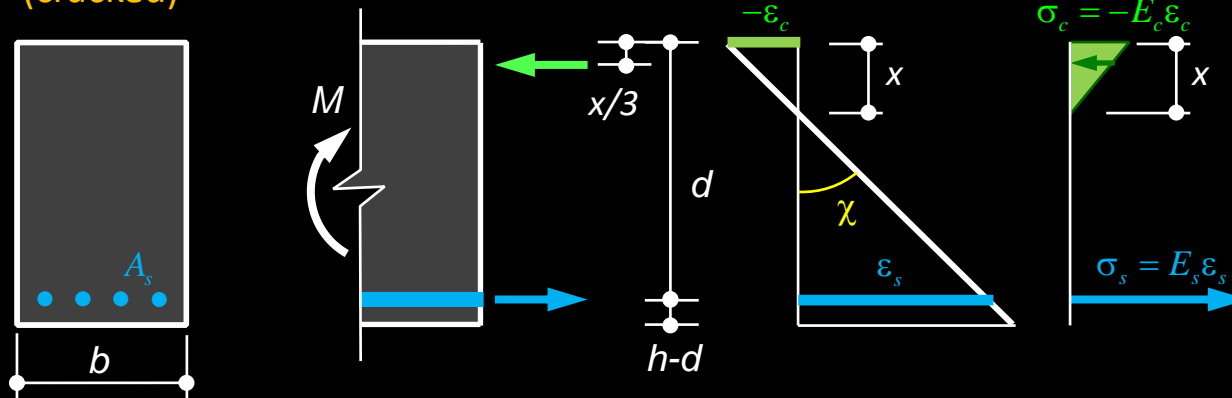 (cracked)
−ε_c
σ_c = −E_c ε_c
M
x/3
x
x
d
χ
A_s
ε_s
σ_s = E_s ε_s
b
h-d